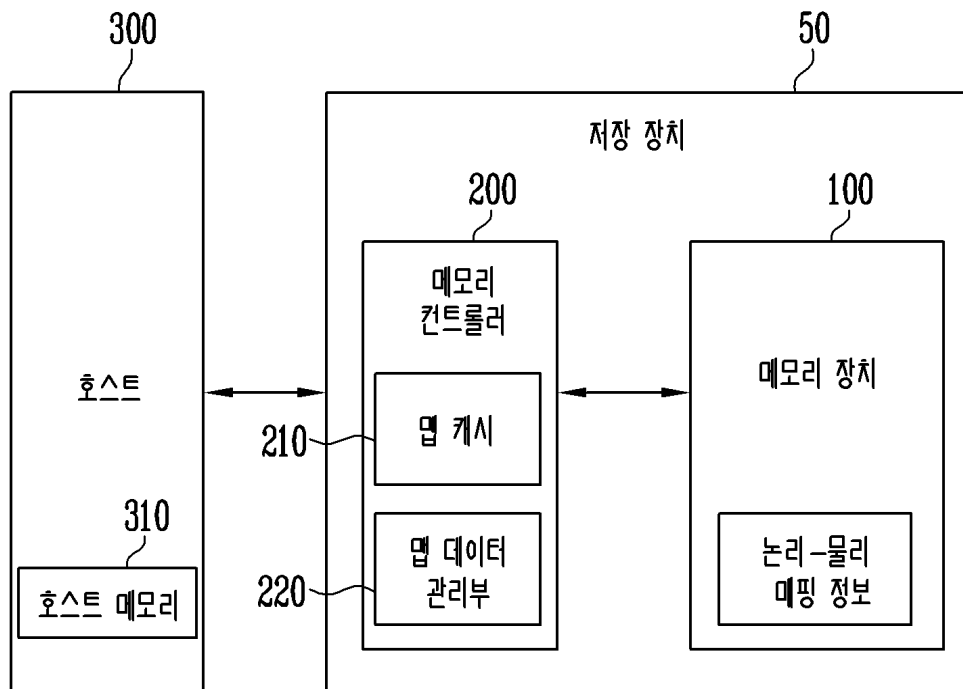 300
50
저장 장치
200
100
메모리
컨트롤러
메모리 장치
호스트
210
맵 캐시
310
호스트 메모리
220
맵 데이터
관리부
논리-물리
매핑 정보